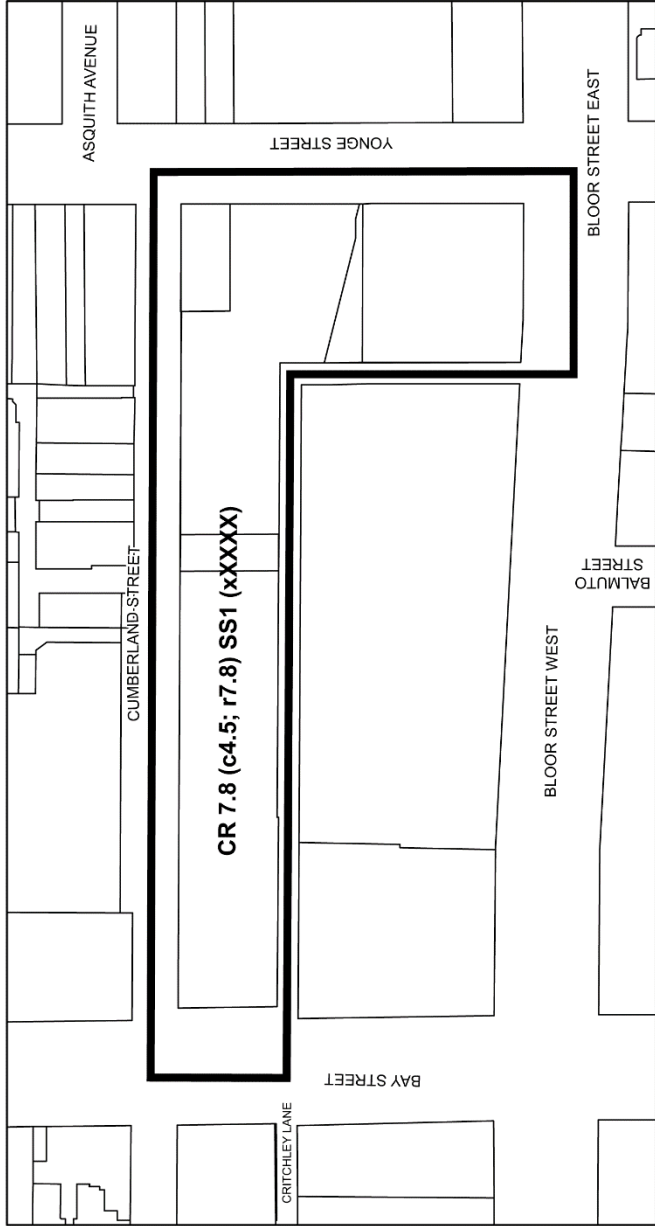 ASQUITH AVENUE
YONGE STREET
CUMBERLAND STREET
CR 7.8 (c4.5; r7.8) SS1 (xXXXX)
BLOOR STREET EAST
BLOOR STREET WEST
BALMUTO
STREET
BAY STREET
CRITCHLEY LANE